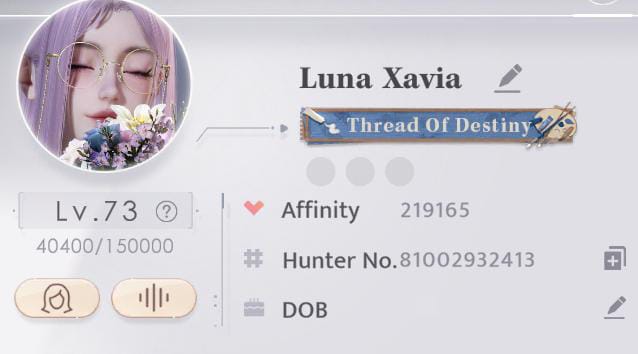 Luna Xavia
Thread Of Destiny
Lv.73 ?
40400/150000
Affinity 219165
Hunter No. 81002932413
DOB